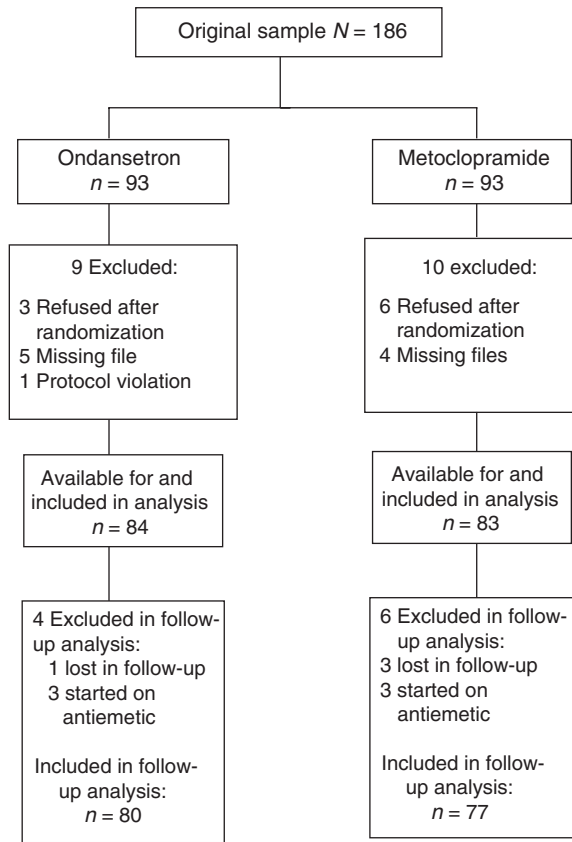 Original sample N = 186
Ondansetron
n = 93
Metoclopramide
n = 93
9 Excluded:
3 Refused after
randomization
5 Missing file
1 Protocol violation
10 excluded:
6 Refused after
randomization
4 Missing files
Available for and
included in analysis
n = 84
Available for and
included in analysis
n = 83
4 Excluded in follow-
up analysis:
1 lost in follow-up
3 started on
antiemetic
Included in follow-
up analysis:
n = 80
6 Excluded in follow-
up analysis:
3 lost in follow-up
3 started on
antiemetic
Included in follow-
up analysis:
n = 77